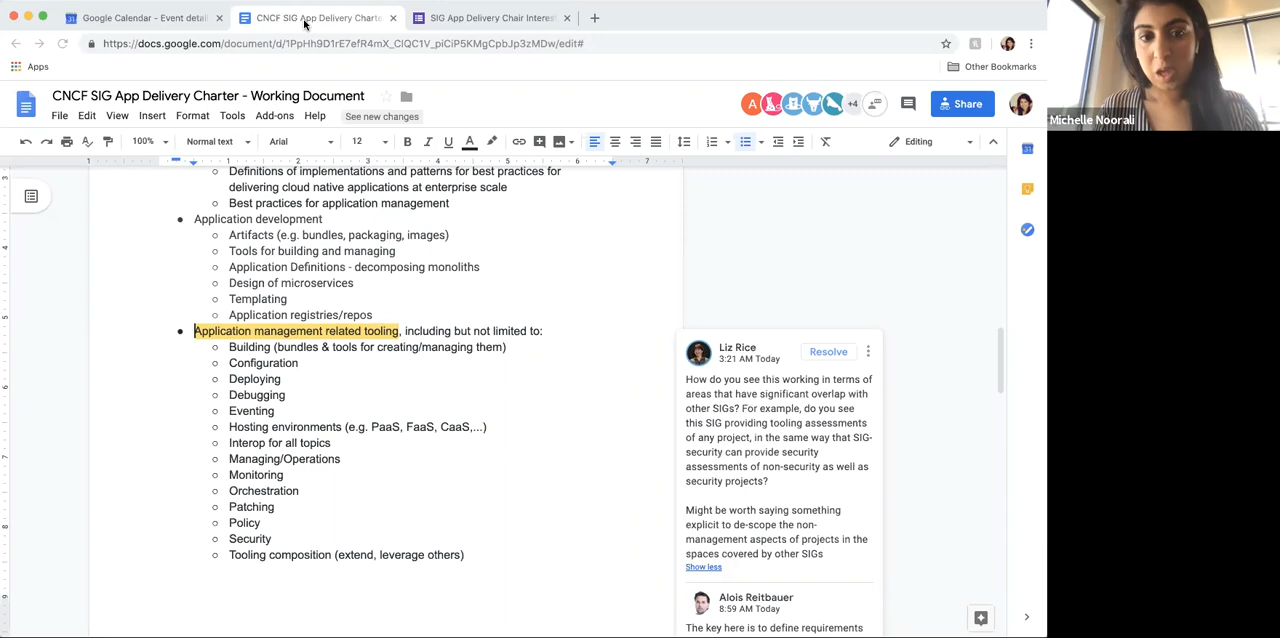 Google Calendar - Event detai
CNCF SIG App Delivery Charte
SIG App Delivery Chair Interes
https://docs.google.com/document/d/1PpHh9D1rE7efR4mX_ClQC1V_piCiP5KMgCpbJp3zMDw/edit#
Apps
Other Bookmarks
CNCF SIG App Delivery Charter - Working Document
File Edit View Insert Format Tools Add-ons Help See new changes
A
+4
Share
100% Normal text Arial 12 B I U A Editing
1 1 2 3 4 5 6 7
Definitions of implementations and patterns for best practices for
delivering cloud native applications at enterprise scale
Best practices for application management
Application development
Artifacts (e.g. bundles, packaging, images)
Tools for building and managing
Application Definitions - decomposing monoliths
Design of microservices
Templating
Application registries/repos
Application management related tooling, including but not limited to:
Building (bundles & tools for creating/managing them)
Configuration
Deploying
Debugging
Eventing
Hosting environments (e.g. PaaS, FaaS, CaaS,...)
Interop for all topics
Managing/Operations
Monitoring
Orchestration
Patching
Policy
Security
Tooling composition (extend, leverage others)
Liz Rice
3:21 AM Today
Resolve
How do you see this working in terms of
areas that have significant overlap with
other SIGs? For example, do you see
this SIG providing tooling assessments
of any project, in the same way that SIG-
security can provide security
assessments of non-security as well as
security projects?
Might be worth saying something
explicit to de-scope the non-
management aspects of projects in the
spaces covered by other SIGs
Show less
Alois Reitbauer
8:59 AM Today
The key here is to define requirements
Michelle Noorali